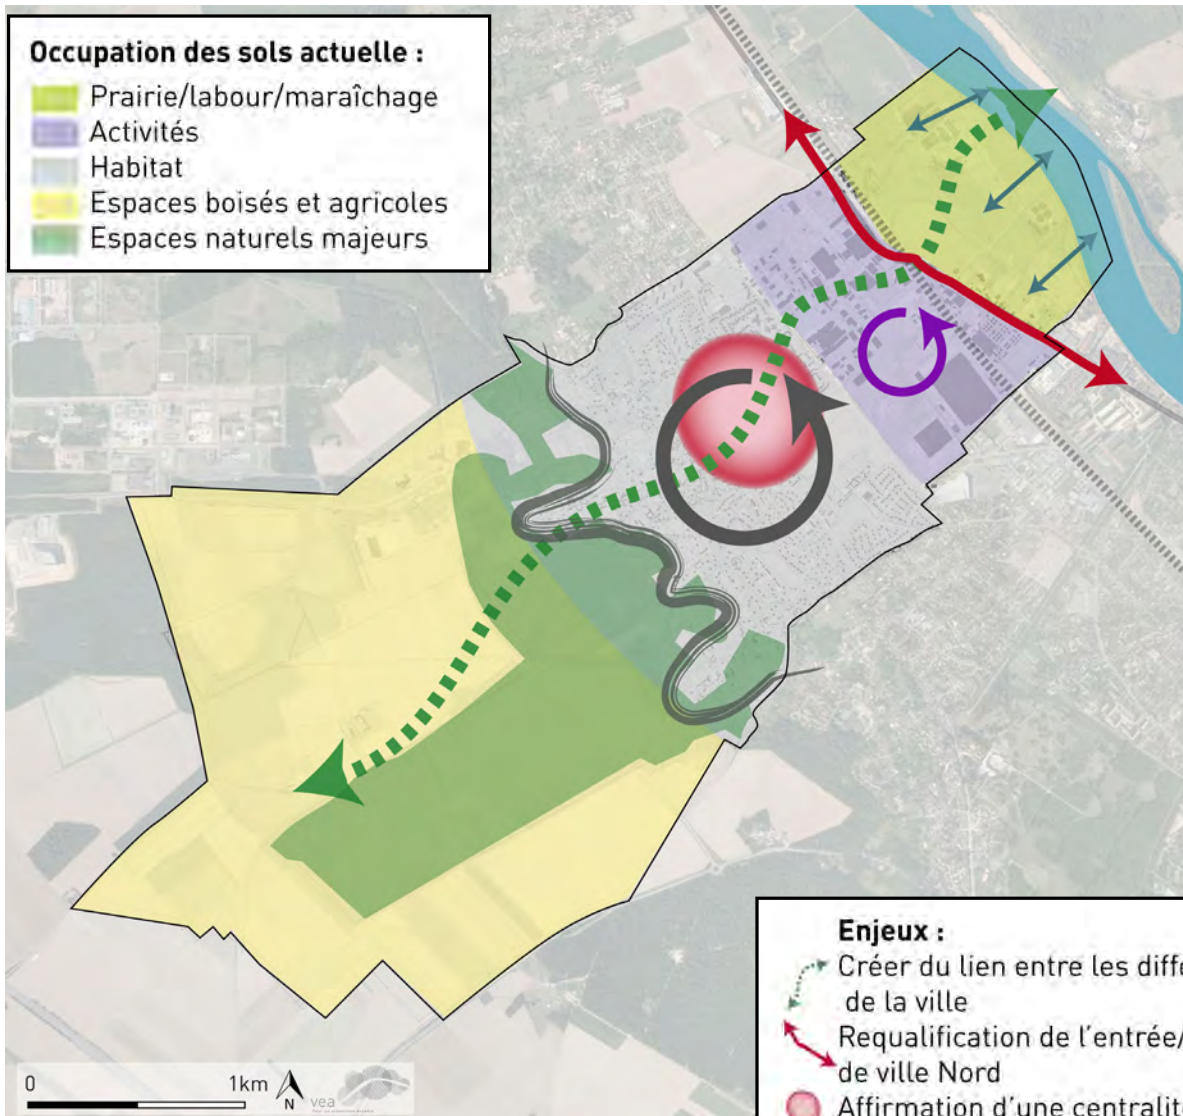 Occupation des sols actuelle :
Prairie/labour/maraîchage
Activités
Habitat
Espaces boisés et agricoles
Espaces naturels majeurs
Enjeux :
Créer du lien entre les diffé
de la ville
Requalification de l'entrée/
de ville Nord
Affirmation d'une centralit
0
1km
N
vea